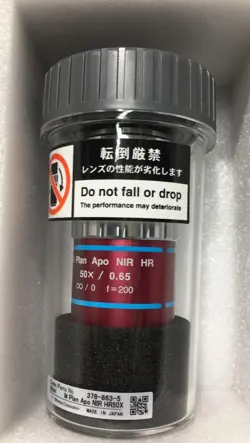 転倒厳禁
レンズの性能が劣化します
Do not fall or drop
The performance may deteriorate
Plan Apo NIR HR
50X / 0.65
∞/0 f=200
378-863-5
M Plan Apo NIR HR50X
MADE IN JAPAN